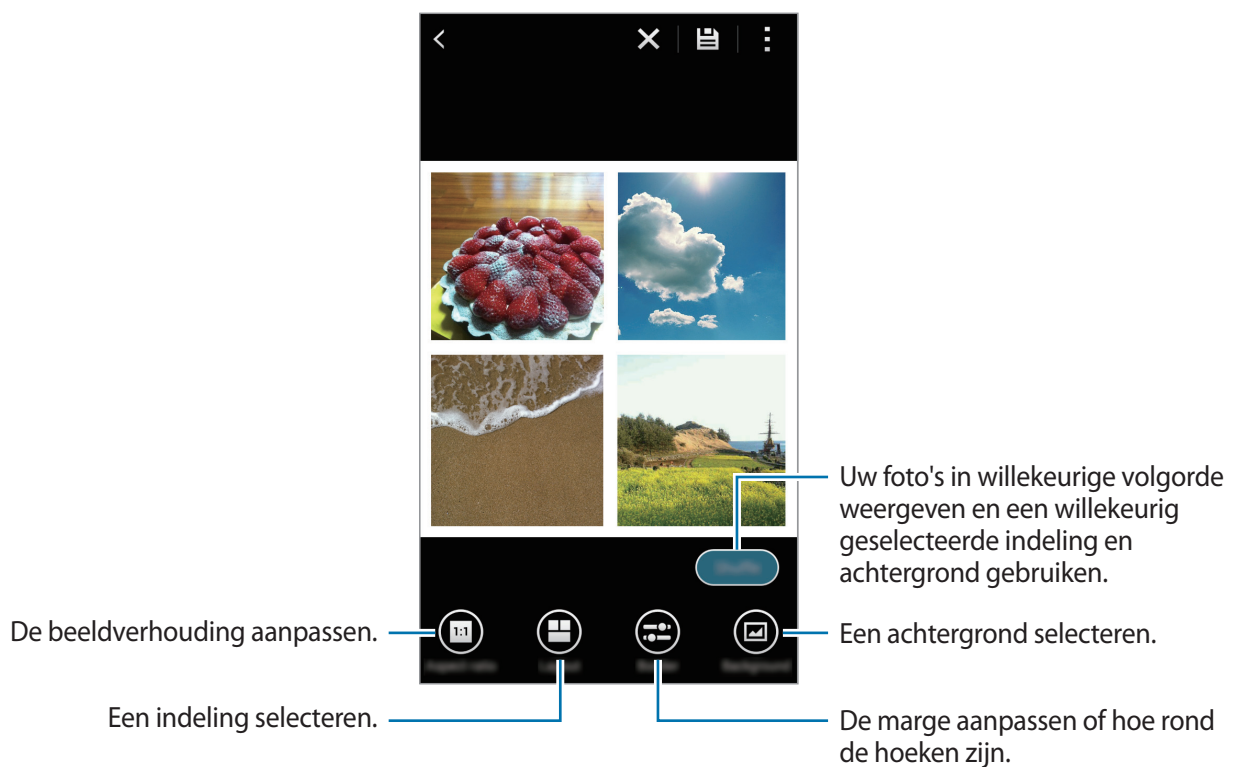 Uw foto's in willekeurige volgorde
weergeven en een willekeurig
geselecteerde indeling en
achtergrond gebruiken.
De beeldverhouding aanpassen.
1:1
Een achtergrond selecteren.
Een indeling selecteren.
De marge aanpassen of hoe rond
de hoeken zijn.